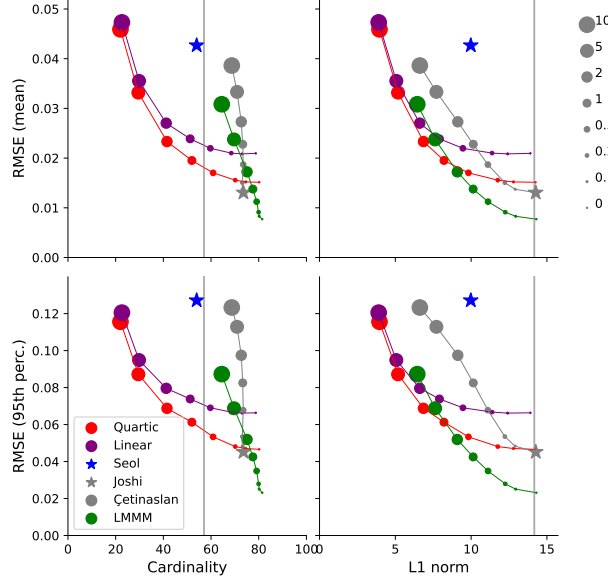 0.05
0.04
0.03
0.02
0.01
0.00
RMSE (mean)
10
5
2
1
0.
0.
0
0.12
0.10
0.08
0.06
0.04
0.02
0.00
RMSE (95th perc.)
Quartic
Linear
Seol
Joshi
Çetinaslan
LMMM
0 20 40 60 80 100
Cardinality
0 5 10 15
L1 norm